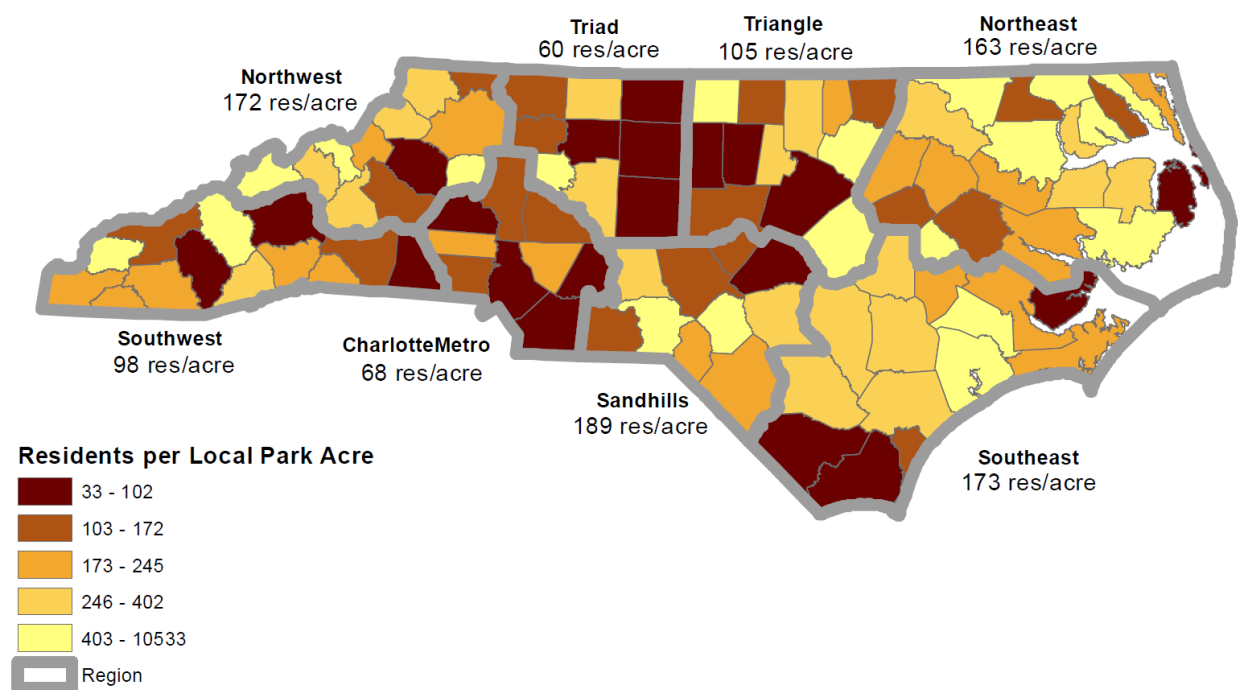 Triad
60 res/acre
Triangle
105 res/acre
Northeast
163 res/acre
Northwest
172 res/acre
Southwest
98 res/acre
CharlotteMetro
68 res/acre
Sandhills
189 res/acre
Southeast
173 res/acre
Residents per Local Park Acre
33 - 102
103 - 172
173 - 245
246 - 402
403 - 10533
Region